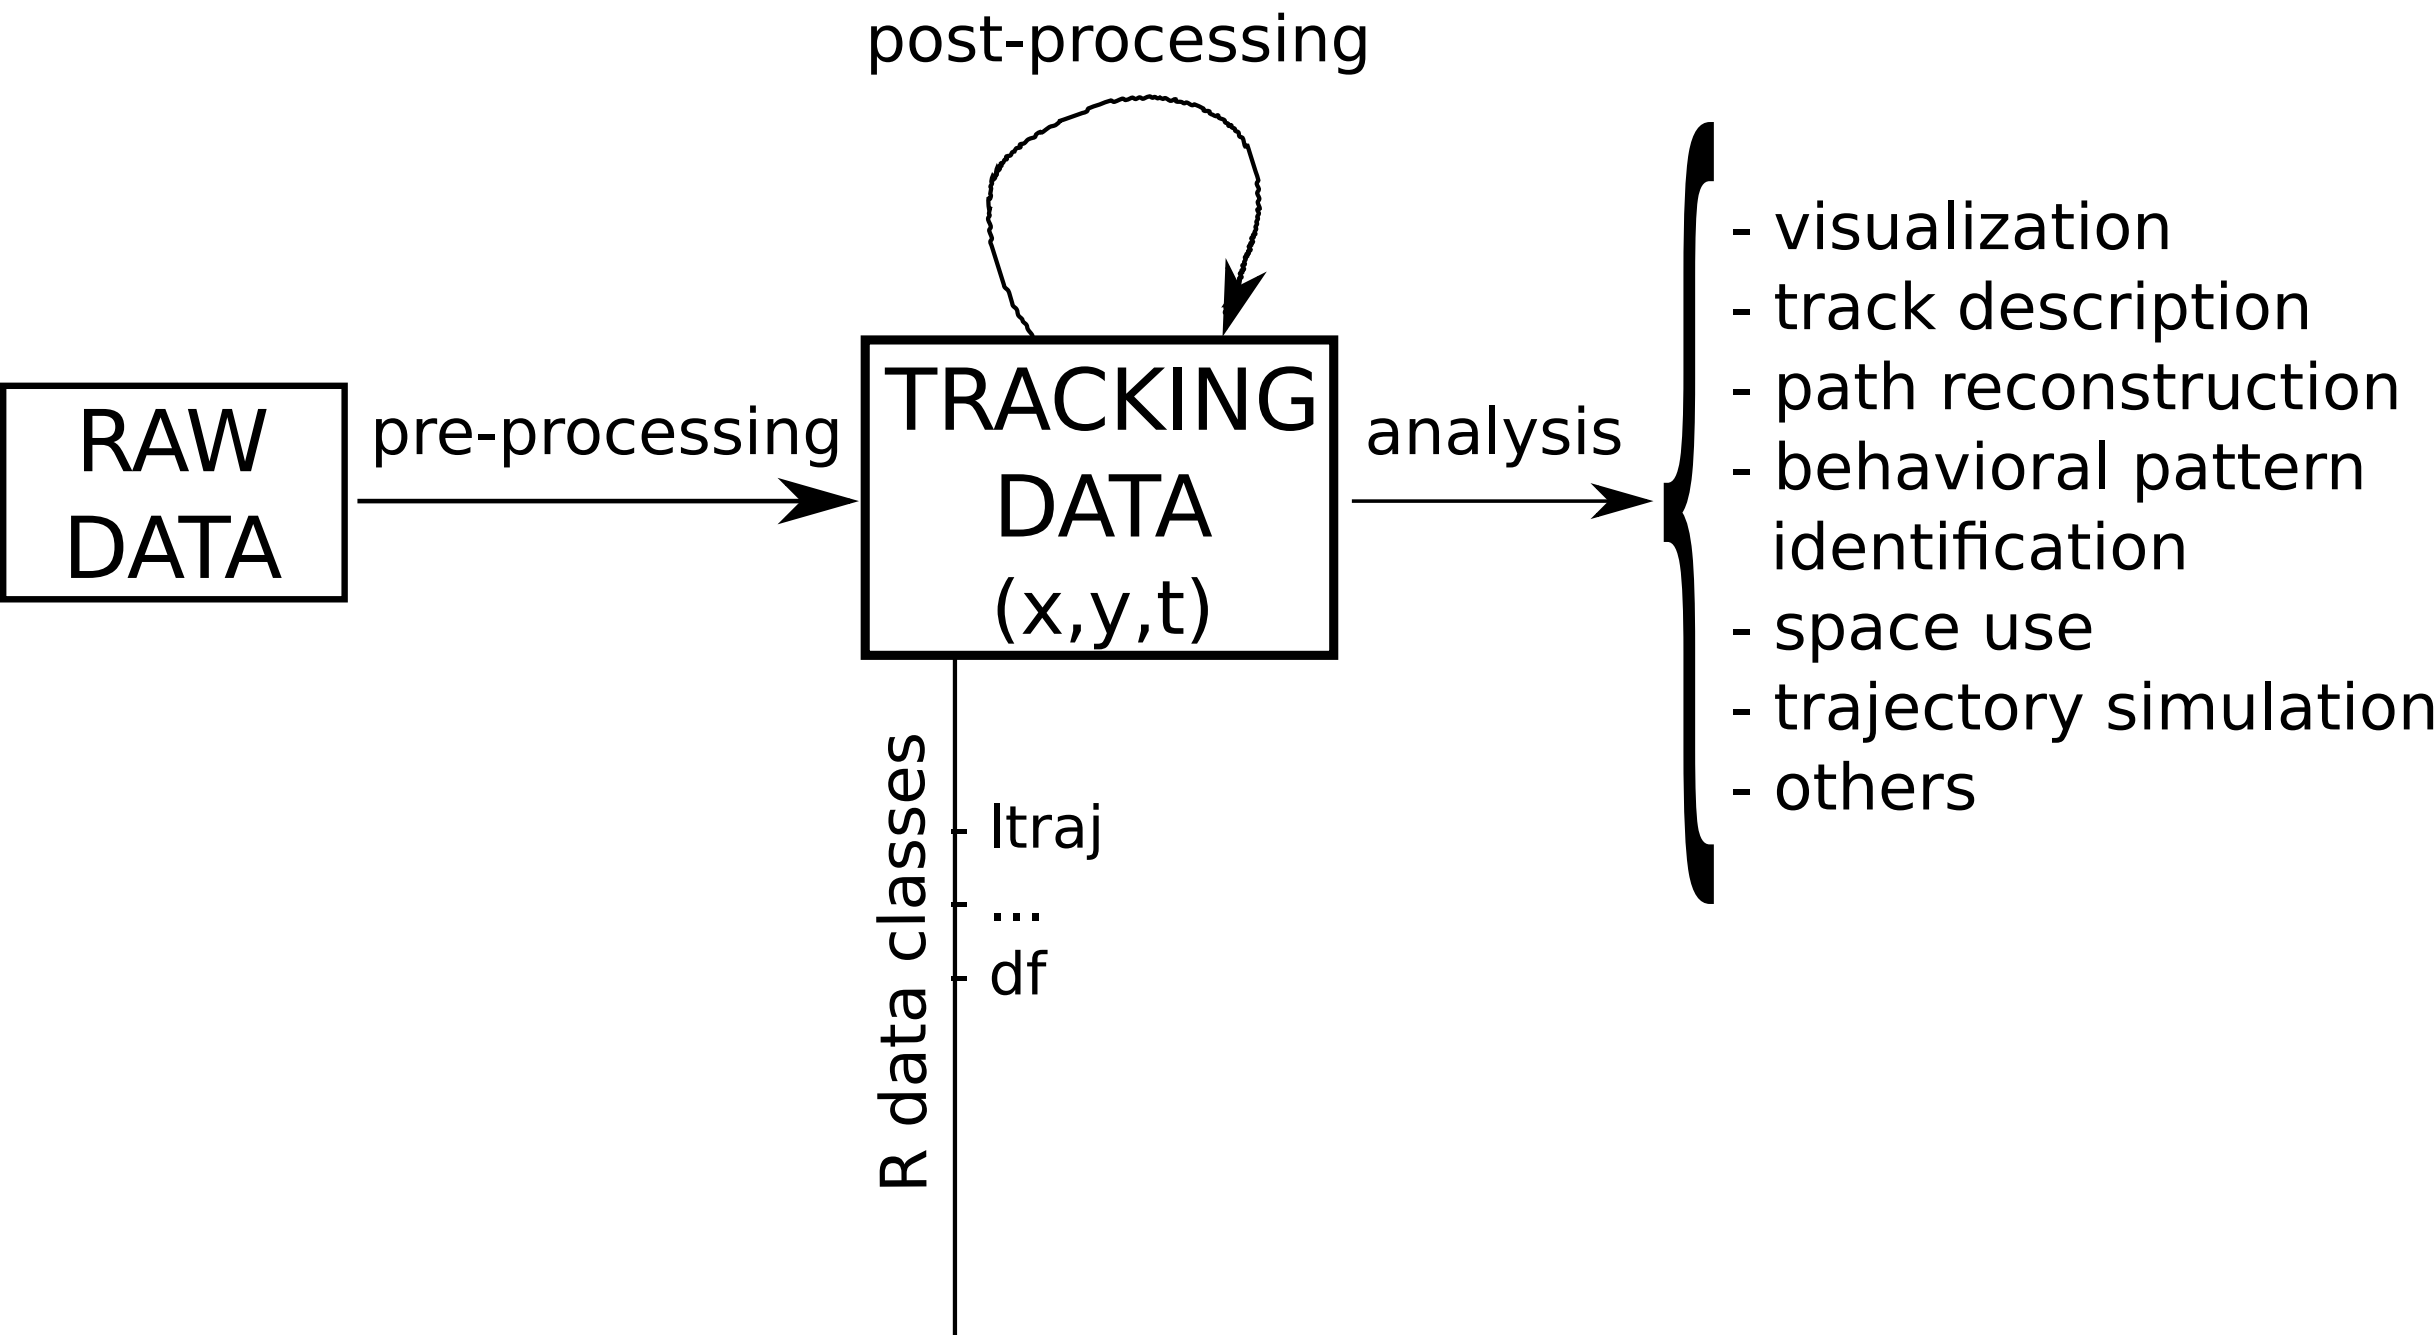 post-processing
RAW
DATA
pre-processing
TRACKING
DATA
(x,y,t)
analysis
- visualization
- track description
- path reconstruction
- behavioral pattern
identification
- space use
- trajectory simulation
- others
R data classes
- ltraj
- ...
- df